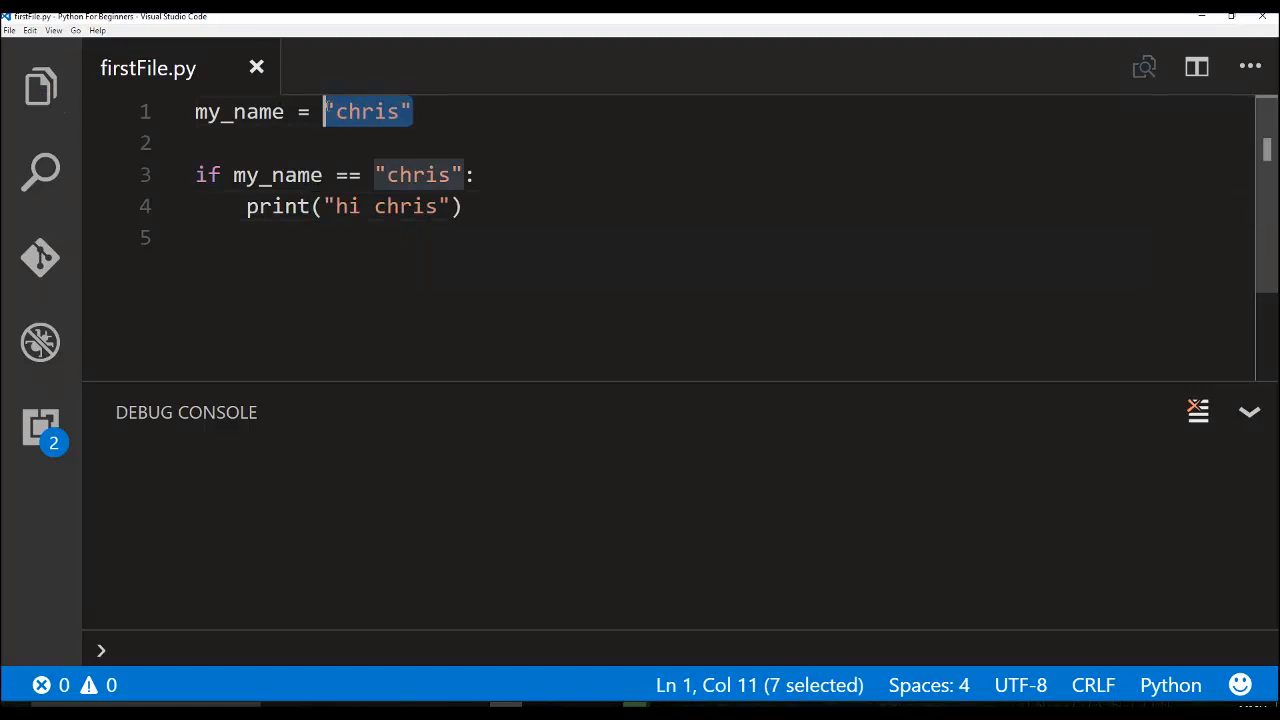 firstFile.py - Python For Beginners - Visual Studio Code
File Edit View Go Help
firstFile.py
1 my_name = "chris"
2
3 if my_name == "chris":
4 print("hi chris")
5
DEBUG CONSOLE
2
0 0 Ln 1, Col 11 (7 selected) Spaces: 4 UTF-8 CRLF Python